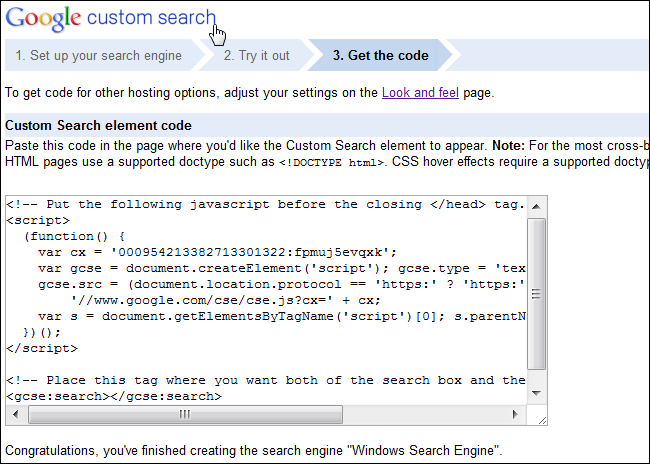 Google custom search
1. Set up your search engine 2. Try it out 3. Get the code
To get code for other hosting options, adjust your settings on the Look and feel page.
Custom Search element code
Paste this code in the page where you'd like the Custom Search element to appear. Note: For the most cross-b
HTML pages use a supported doctype such as <!DOCTYPE html>. CSS hover effects require a supported doctyp
<!-- Put the following javascript before the closing </head> tag.
<script>
(function() {
var cx = '000954213382713301322:fpmuj5evqxk';
var gcse = document.createElement('script'); gcse.type = 'tex
gcse.src = (document.location.protocol == 'https:' ? 'https:'
'//www.google.com/cse/cse.js?cx=' + cx;
var s = document.getElementsByTagName('script')[0]; s.parentN
})();
</script>
<!-- Place this tag where you want both of the search box and the
<gcse:search></gcse:search>
Congratulations, you've finished creating the search engine "Windows Search Engine".